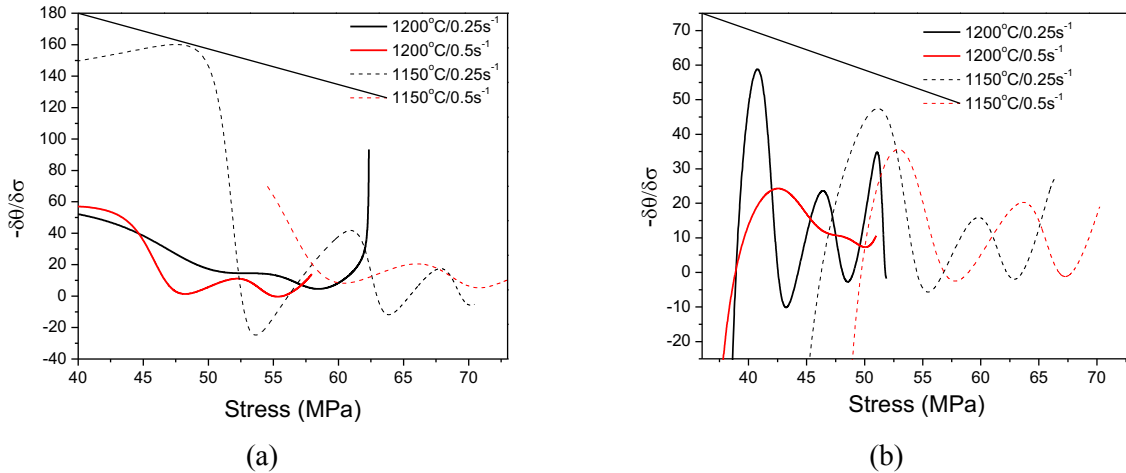 180
160
140
120
100
80
60
40
20
0
-20
-40
-δθ/δσ
40
45
50
55
60
65
70
Stress (MPa)
1200°C/0.25s⁻¹
1200°C/0.5s⁻¹
1150°C/0.25s⁻¹
1150°C/0.5s⁻¹
(a)
70
60
50
40
30
20
10
0
-10
-20
-δθ/δσ
40
45
50
55
60
65
70
Stress (MPa)
1200°C/0.25s⁻¹
1200°C/0.5s⁻¹
1150°C/0.25s⁻¹
1150°C/0.5s⁻¹
(b)